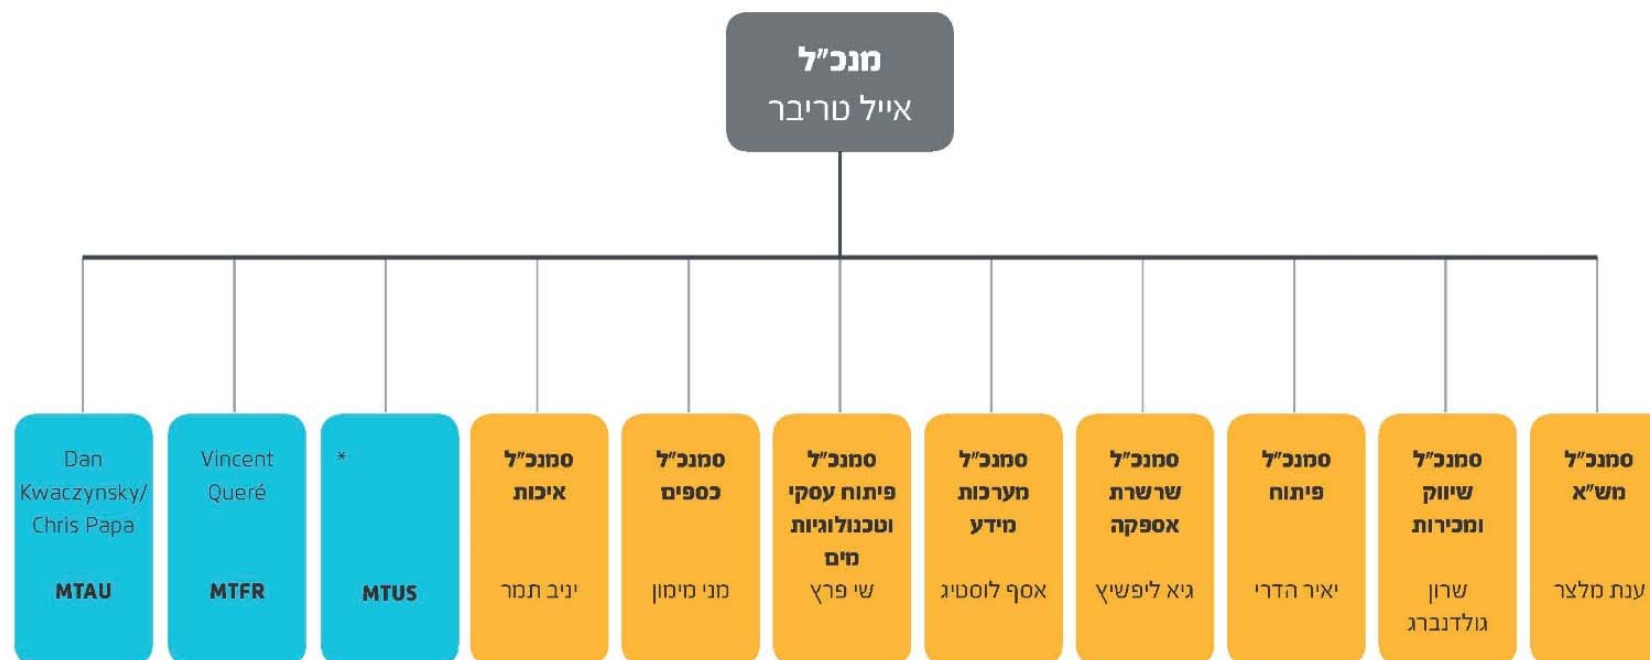 מנכ"ל
אייל טריבר
סמנכ"ל
מש"א
ענת מלצר
סמנכ"ל
שיווק
ומכירות
שרון
גולדנברג
סמנכ"ל
פיתוח
יאיר הדרי
סמנכ"ל
שרשרת
אספקה
גיא ליפשיץ
סמנכ"ל
מערכות
מידע
אסף לוסטיג
סמנכ"ל
פיתוח עסקי
וטכנולוגיות
מים
שי פרץ
סמנכ"ל
כספים
מני מימון
סמנכ"ל
איכות
יניב תמר
*
MTUS
Vincent
Queré
MTFR
Dan
Kwaczynsky/
Chris Papa
MTAU